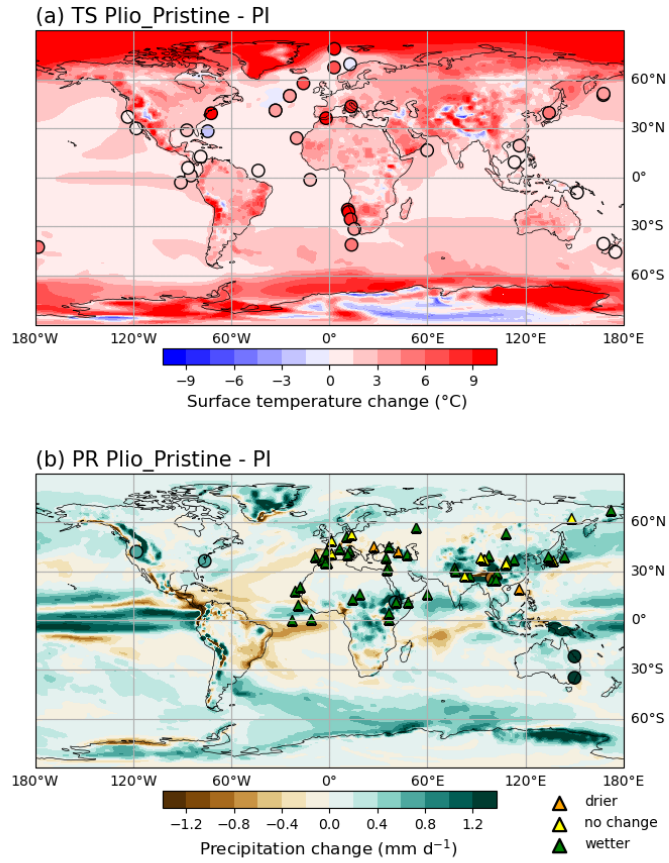 (a) TS Plio_Pristine - PI
60°N
30°N
0°
30°S
60°S
180°W 120°W 60°W 0° 60°E 120°E 180°E
−9 −6 −3 0 3 6 9
Surface temperature change (°C)
(b) PR Plio_Pristine - PI
60°N
30°N
0°
30°S
60°S
180°W 120°W 60°W 0° 60°E 120°E 180°E
−1.2 −0.8 −0.4 0.0 0.4 0.8 1.2
Precipitation change (mm d⁻¹)
drier
no change
wetter